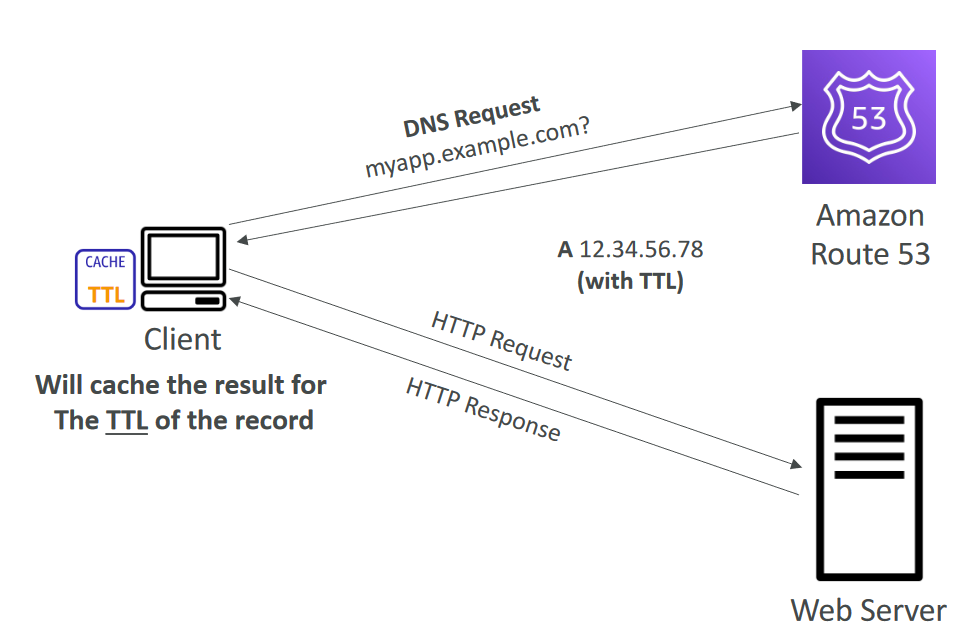 DNS Request
myapp.example.com?
53
Amazon
Route 53
A 12.34.56.78
(with TTL)
CACHE
TTL
Client
Will cache the result for
The TTL of the record
HTTP Request
HTTP Response
Web Server